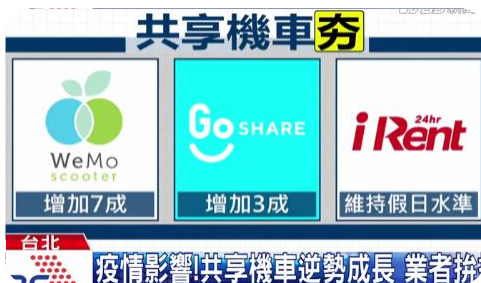 共享機車夯
WeMo
scooter
增加7成
Go SHARE
增加3成
24hr
iRent
維持假日水準
台北
疫情影響!共享機車逆勢成長 業者拚